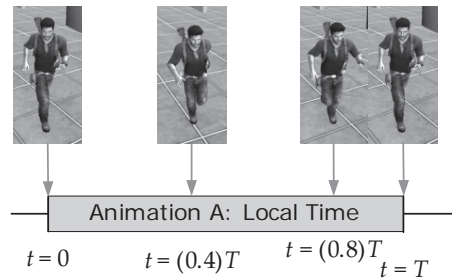 Animation A: Local Time
t = 0
t = (0.4)T
t = (0.8)T
t = T